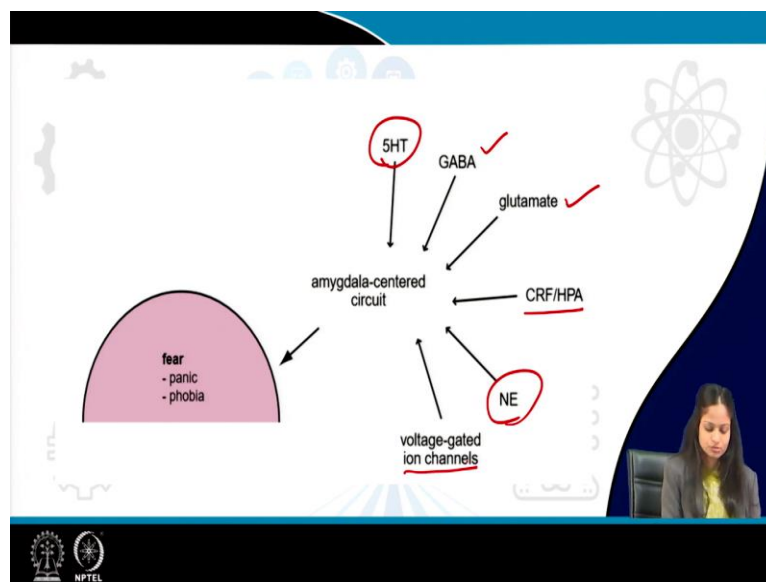 5HT
GABA
glutamate
amygdala-centered
circuit
CRF/HPA
fear
- panic
- phobia
NE
voltage-gated
ion channels
NPTEL